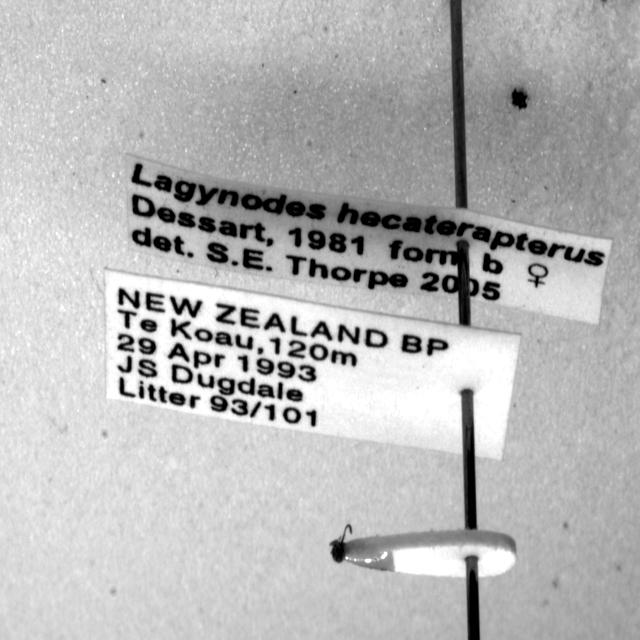 Lagynodes hecaterapterus
Dessart, 1981 form b ♀
det. S.E. Thorpe 2005
NEW ZEALAND BP
Te Koau, 120m
29 Apr 1993
JS Dugdale
Litter 93/101